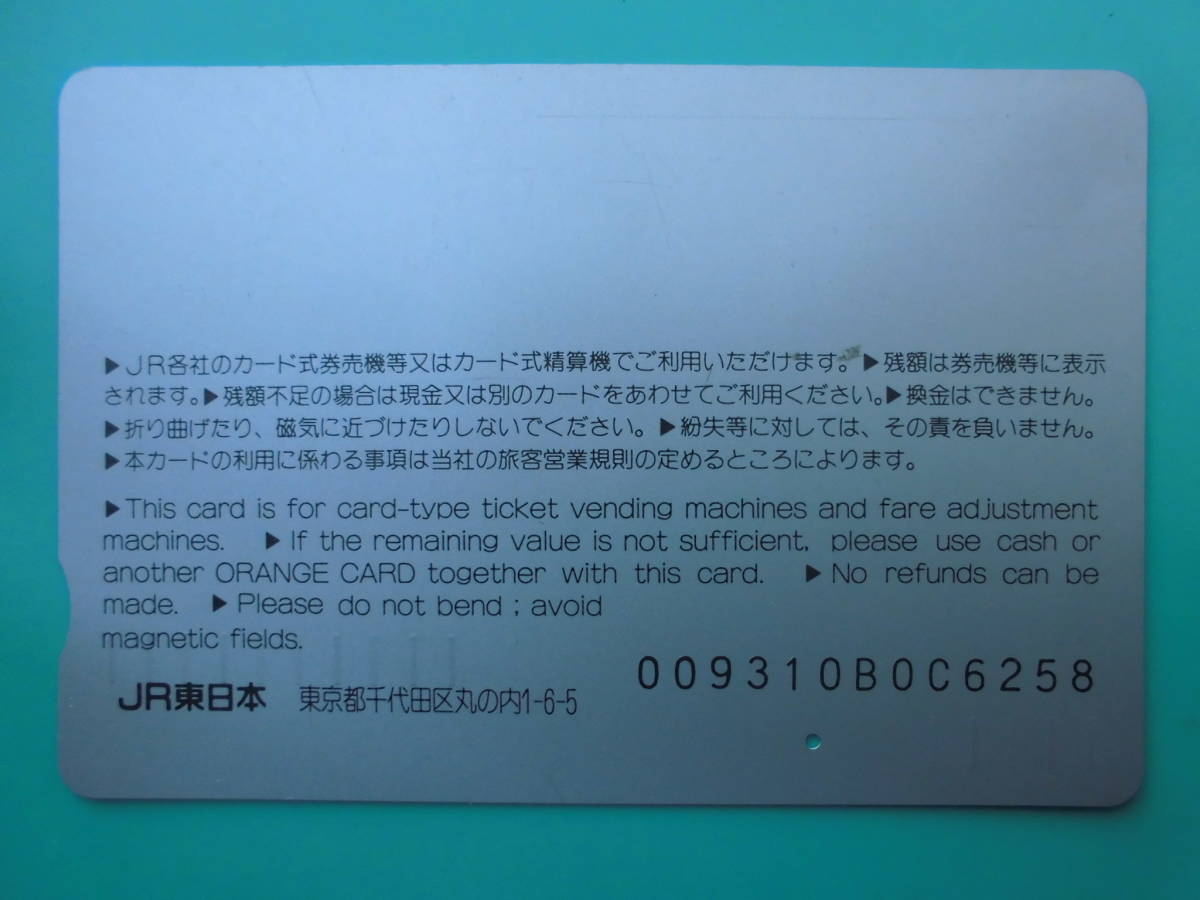 ▶JR各社のカード式券売機等又はカード式精算機でご利用いただけます。▶残額は券売機等に表示
されます。▶残額不足の場合は現金又は別のカードをあわせてご利用ください。▶換金はできません。
▶折り曲げたり、磁気に近づけたりしないでください。▶紛失等に対しては、その責を負いません。
▶本カードの利用に係わる事項は当社の旅客営業規則の定めるところによります。
▶This card is for card-type ticket vending machines and fare adjustment
machines. ▶If the remaining value is not sufficient, please use cash or
another ORANGE CARD together with this card. ▶No refunds can be
made. ▶Please do not bend ; avoid
magnetic fields.
009310B0C6258
JR東日本 東京都千代田区丸の内1-6-5